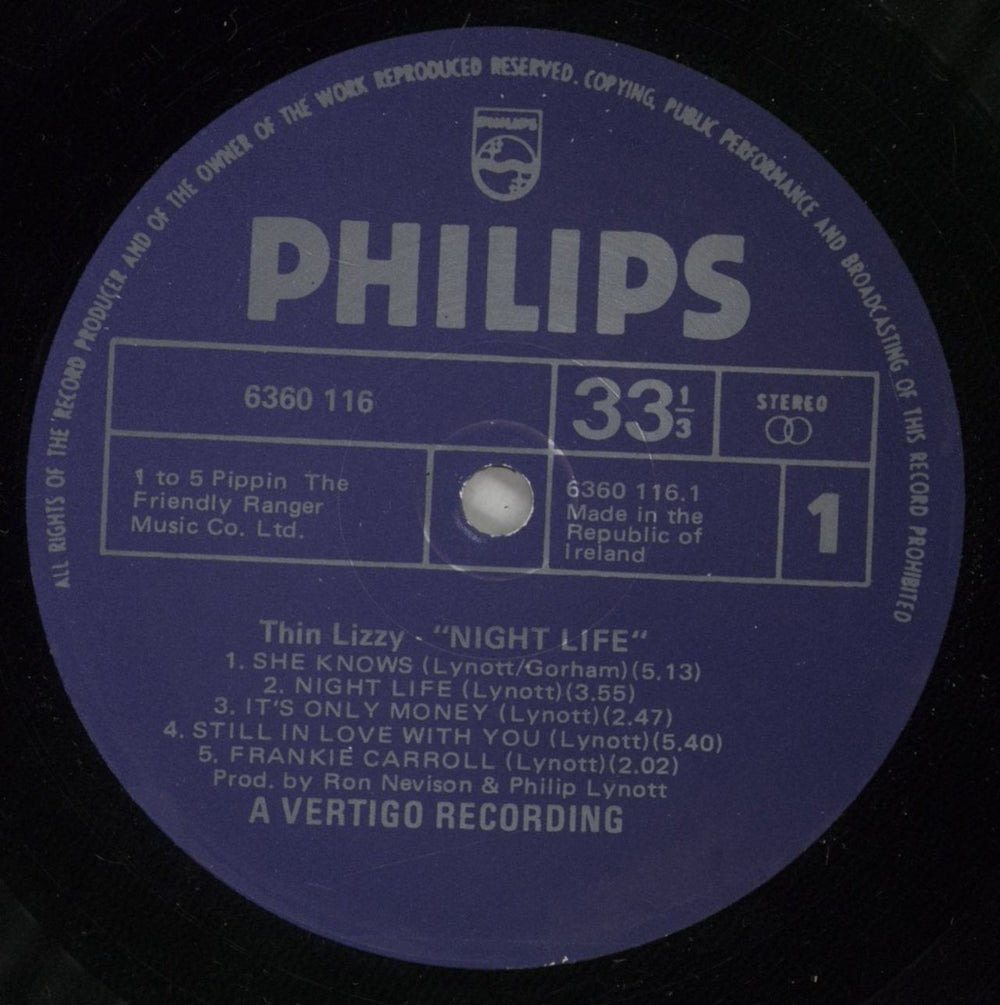 ALL RIGHTS OF THE RECORD PRODUCER AND OF THE OWNER OF THE WORK REPRODUCED RESERVED. COPYING, PUBLIC PERFORMANCE AND BROADCASTING OF THIS RECORD PROHIBITED
PHILIPS
PHILIPS
6360 116
33 1/3
STEREO
1 to 5 Pippin The
Friendly Ranger
Music Co. Ltd.
6360 116.1
Made in the
Republic of
Ireland
1
Thin Lizzy - "NIGHT LIFE"
1. SHE KNOWS (Lynott/Gorham)(5.13)
2. NIGHT LIFE (Lynott)(3.55)
3. IT'S ONLY MONEY (Lynott)(2.47)
4. STILL IN LOVE WITH YOU (Lynott)(5.40)
5. FRANKIE CARROLL (Lynott)(2.02)
Prod. by Ron Nevison & Philip Lynott
A VERTIGO RECORDING